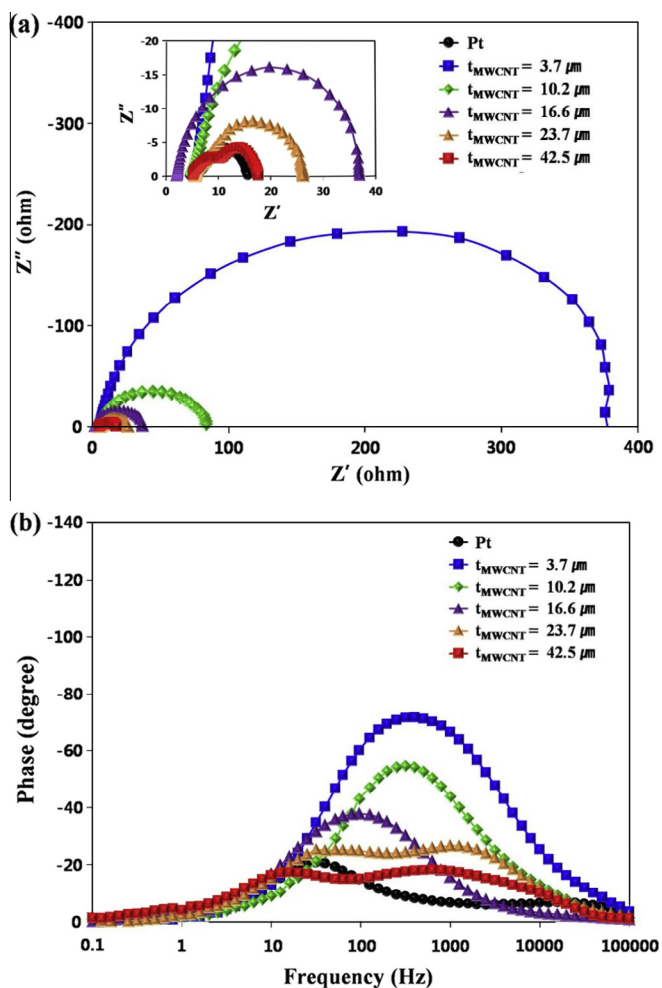 (a)
-400
-300
-200
-100
0
0
100
200
300
400
Z″ (ohm)
Z′ (ohm)
-20
-15
-10
-5
0
0
10
20
30
40
Z″
Z′
Pt
tMWCNT = 3.7 ㎛
tMWCNT = 10.2 ㎛
tMWCNT = 16.6 ㎛
tMWCNT = 23.7 ㎛
tMWCNT = 42.5 ㎛
(b)
-140
-120
-100
-80
-60
-40
-20
0
0.1
1
10
100
1000
10000
100000
Phase (degree)
Frequency (Hz)
Pt
tMWCNT = 3.7 ㎛
tMWCNT = 10.2 ㎛
tMWCNT = 16.6 ㎛
tMWCNT = 23.7 ㎛
tMWCNT = 42.5 ㎛